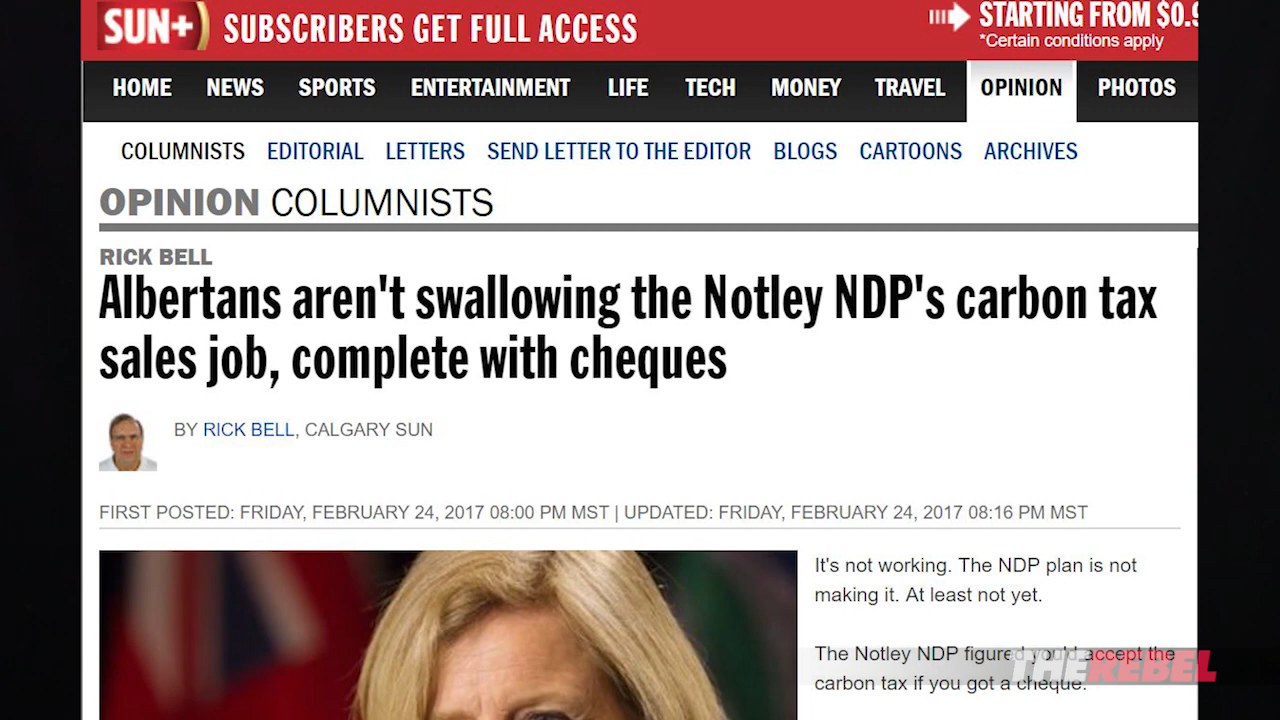 SUN+ SUBSCRIBERS GET FULL ACCESS
STARTING FROM $0.9
*Certain conditions apply
HOME NEWS SPORTS ENTERTAINMENT LIFE TECH MONEY TRAVEL OPINION PHOTOS
COLUMNISTS EDITORIAL LETTERS SEND LETTER TO THE EDITOR BLOGS CARTOONS ARCHIVES
OPINION COLUMNISTS
RICK BELL
Albertans aren't swallowing the Notley NDP's carbon tax
sales job, complete with cheques
BY RICK BELL, CALGARY SUN
FIRST POSTED: FRIDAY, FEBRUARY 24, 2017 08:00 PM MST | UPDATED: FRIDAY, FEBRUARY 24, 2017 08:16 PM MST
It's not working. The NDP plan is not
making it. At least not yet.
The Notley NDP figured you'd accept the
carbon tax if you got a cheque.
THE REBEL